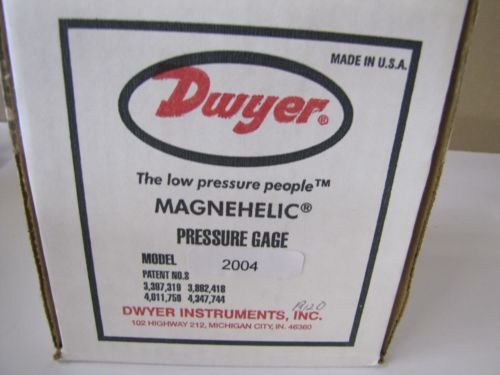 MADE IN U.S.A.
Dwyer®
The low pressure people™
MAGNEHELIC®
PRESSURE GAGE
MODEL 2004
PATENT NO.S
3,397,319 3,862,416
4,011,759 4,347,744
DWYER INSTRUMENTS, INC.
102 HIGHWAY 212, MICHIGAN CITY, IN. 46360